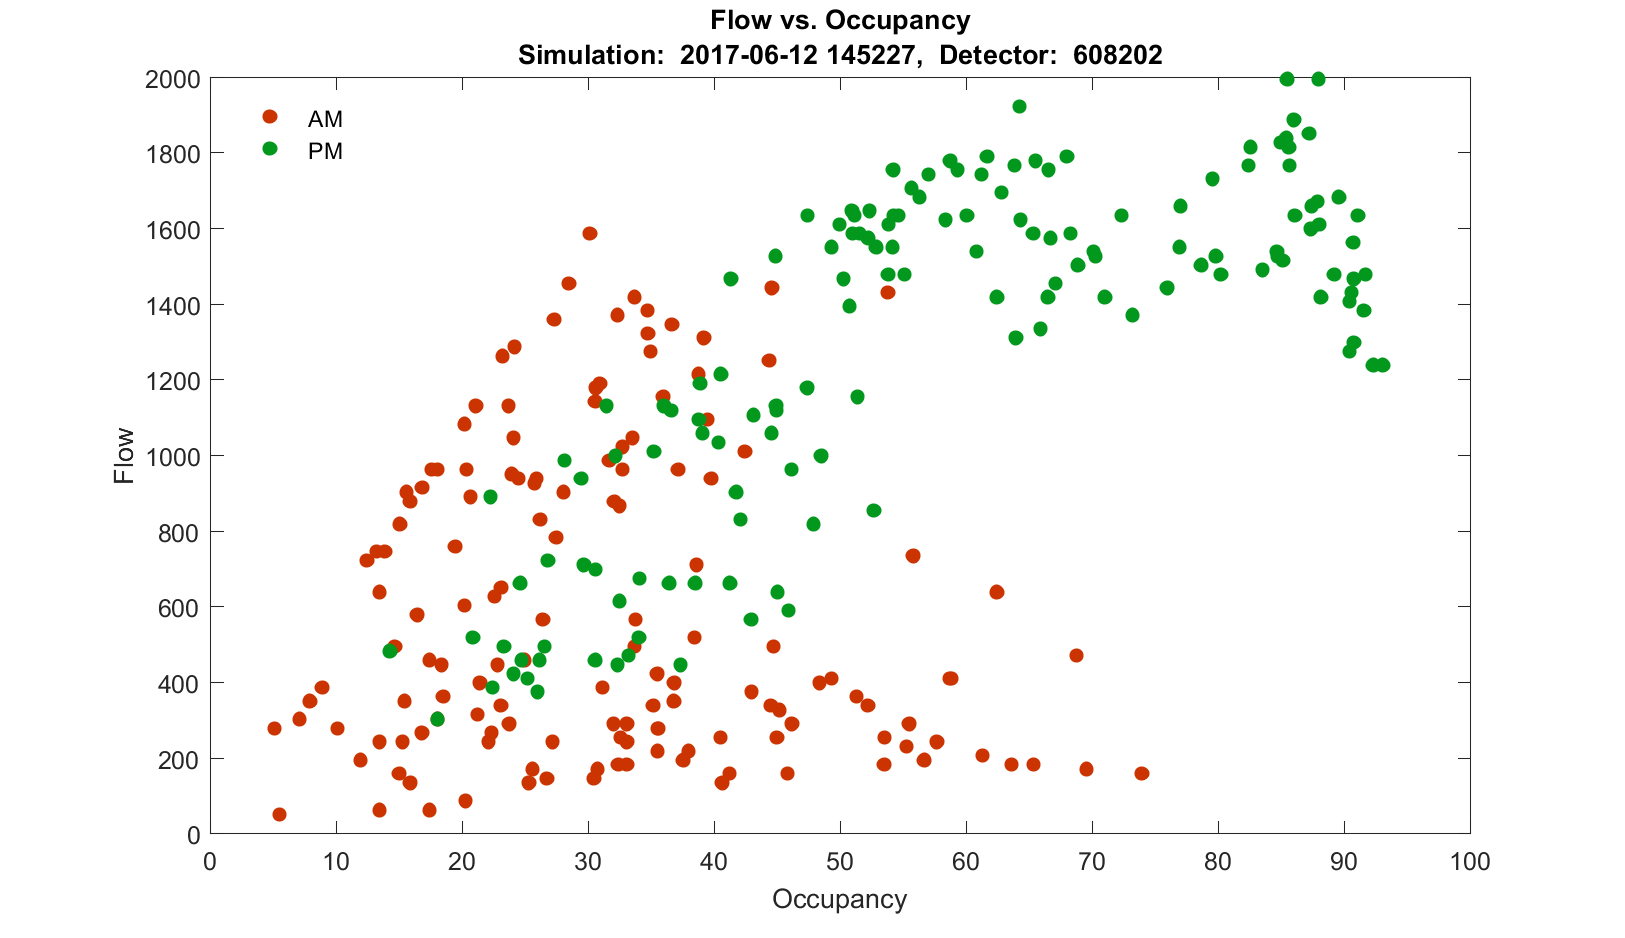 Flow vs. Occupancy
Simulation:  2017-06-12 145227,  Detector:  608202
AM
PM
2000
1800
1600
1400
1200
1000
800
600
400
200
0
Flow
0 10 20 30 40 50 60 70 80 90 100
Occupancy